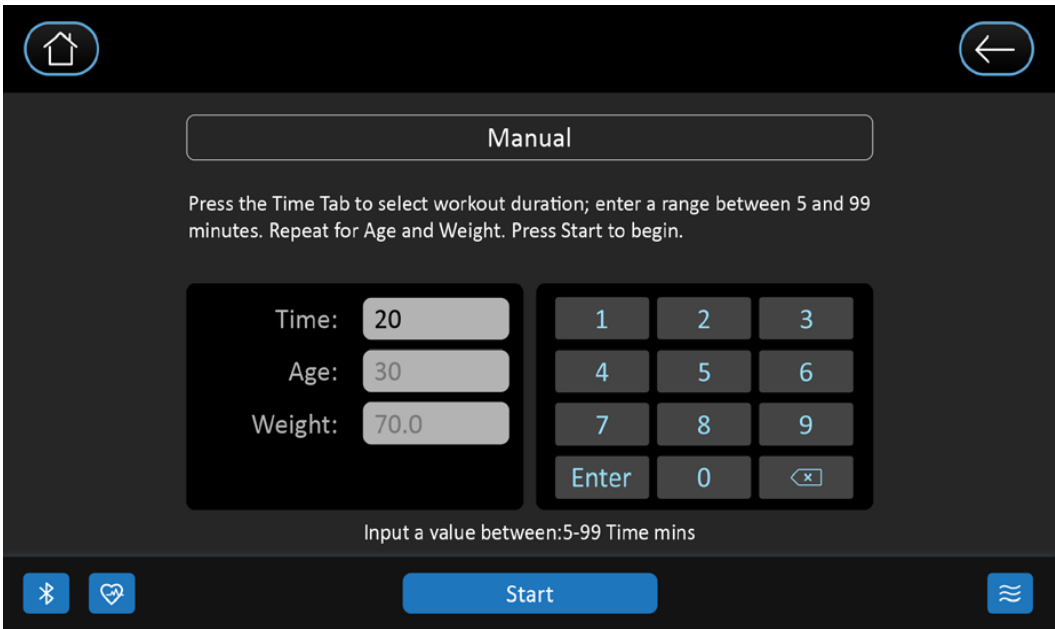 Manual
Press the Time Tab to select workout duration; enter a range between 5 and 99
minutes. Repeat for Age and Weight. Press Start to begin.
Time: 20
Age: 30
Weight: 70.0
1 2 3
4 5 6
7 8 9
Enter 0
Input a value between:5-99 Time mins
Start